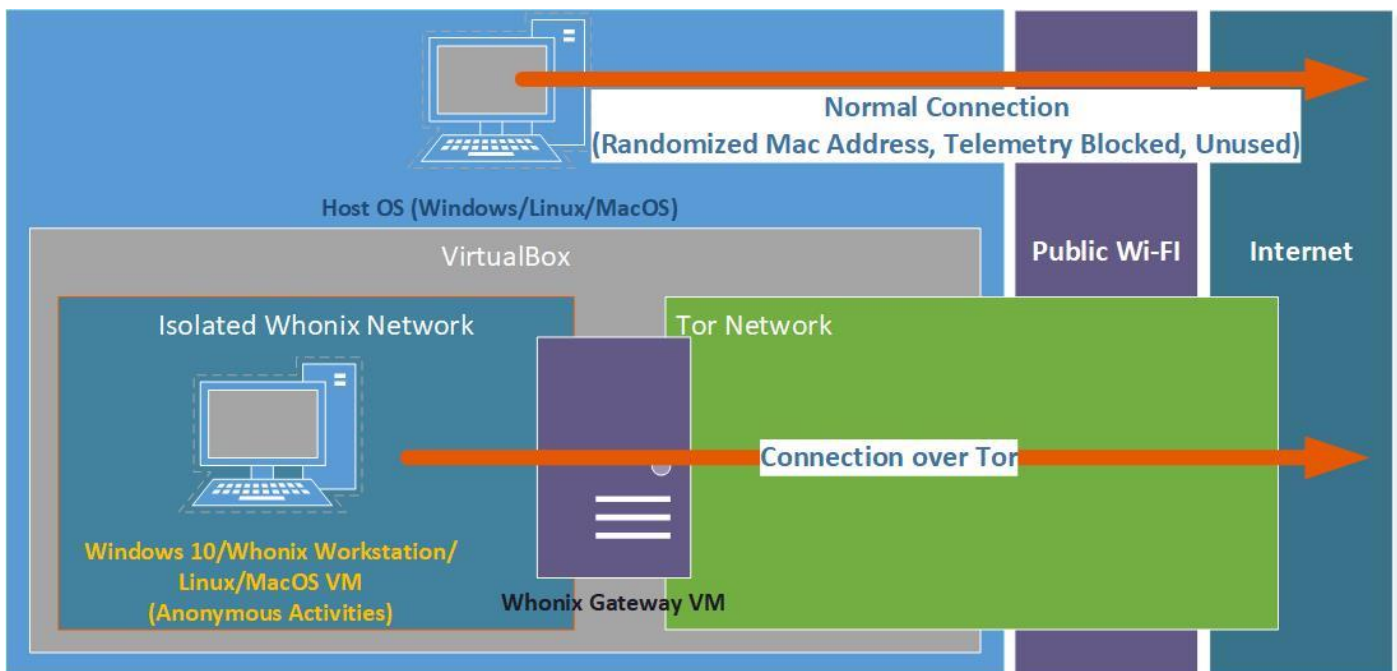 Normal Connection
(Randomized Mac Address, Telemetry Blocked, Unused)
Host OS (Windows/Linux/MacOS)
VirtualBox
Public Wi-FI
Internet
Isolated Whonix Network
Tor Network
Connection over Tor
Windows 10/Whonix Workstation/
Linux/MacOS VM
(Anonymous Activities)
Whonix Gateway VM